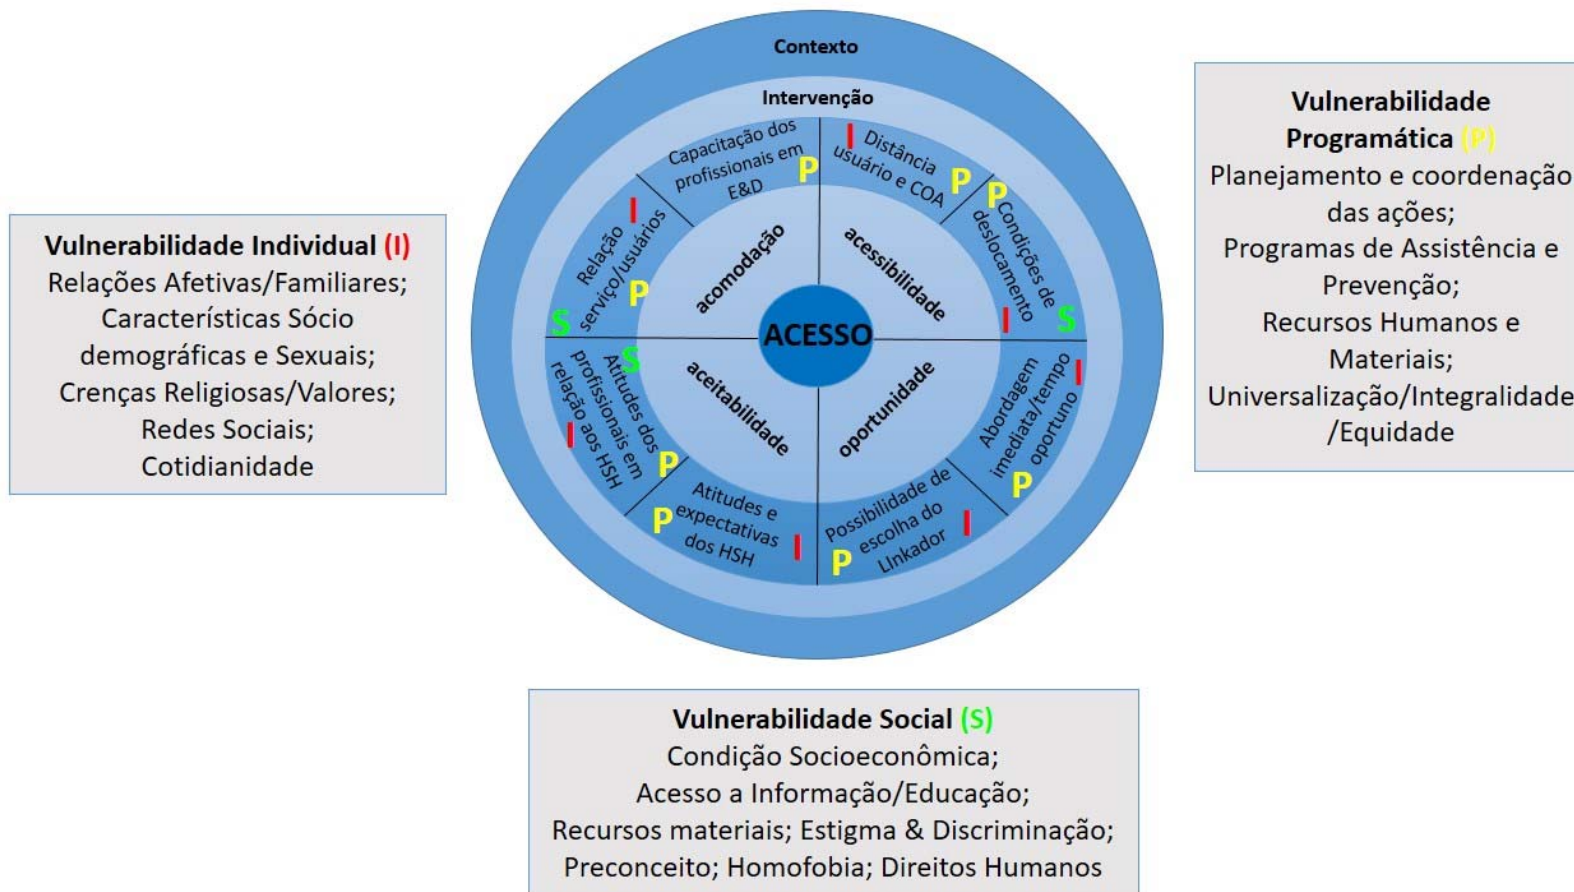 Contexto
Intervenção
Capacitação dos
profissionais em
E&D
P
I
Distância
usuário e COA
P
P
Condições de
deslocamento
I
S
Relação
serviço/usuários
I
P
S
acomodação
acessibilidade
ACESSO
aceitabilidade
oportunidade
S
Atitudes dos
profissionais em
relação aos HSH
I
P
Atitudes e
expectativas
dos HSH
P
I
Possibilidade de
escolha do
LInkador
P
I
Abordagem
imediata/tempo
oportuno
I
P
Vulnerabilidade Individual (I)
Relações Afetivas/Familiares;
Características Sócio
demográficas e Sexuais;
Crenças Religiosas/Valores;
Redes Sociais;
Cotidianidade
Vulnerabilidade
Programática (P)
Planejamento e coordenação
das ações;
Programas de Assistência e
Prevenção;
Recursos Humanos e
Materiais;
Universalização/Integralidade
/Equidade
Vulnerabilidade Social (S)
Condição Socioeconômica;
Acesso a Informação/Educação;
Recursos materiais; Estigma & Discriminação;
Preconceito; Homofobia; Direitos Humanos